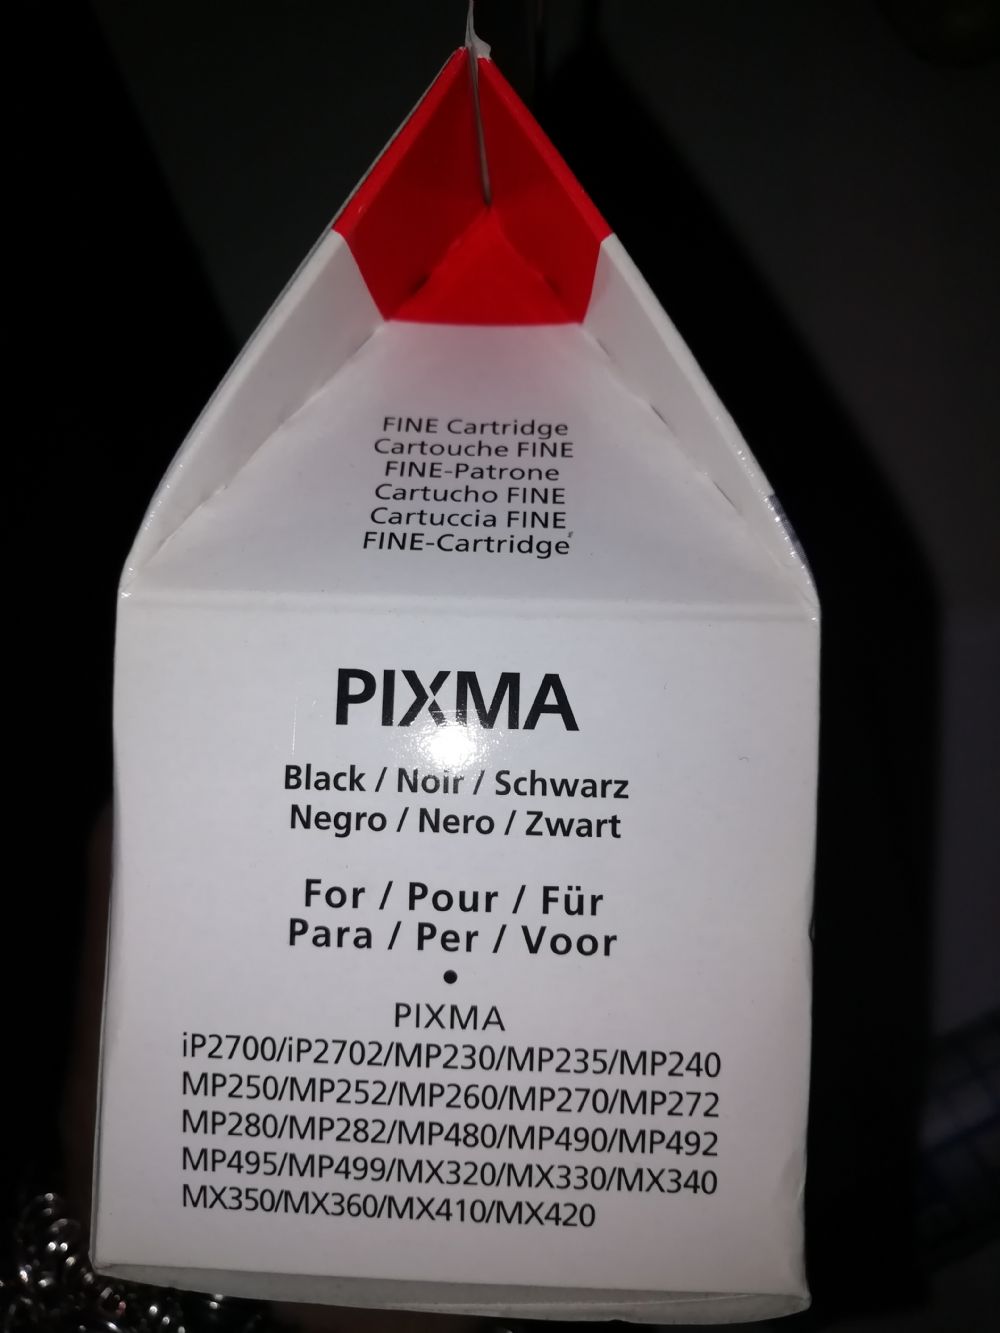 FINE Cartridge
Cartouche FINE
FINE-Patrone
Cartucho FINE
Cartuccia FINE
FINE-Cartridge
PIXMA
Black / Noir / Schwarz
Negro / Nero / Zwart
For / Pour / Für
Para / Per / Voor
•
PIXMA
iP2700/iP2702/MP230/MP235/MP240
MP250/MP252/MP260/MP270/MP272
MP280/MP282/MP480/MP490/MP492
MP495/MP499/MX320/MX330/MX340
MX350/MX360/MX410/MX420